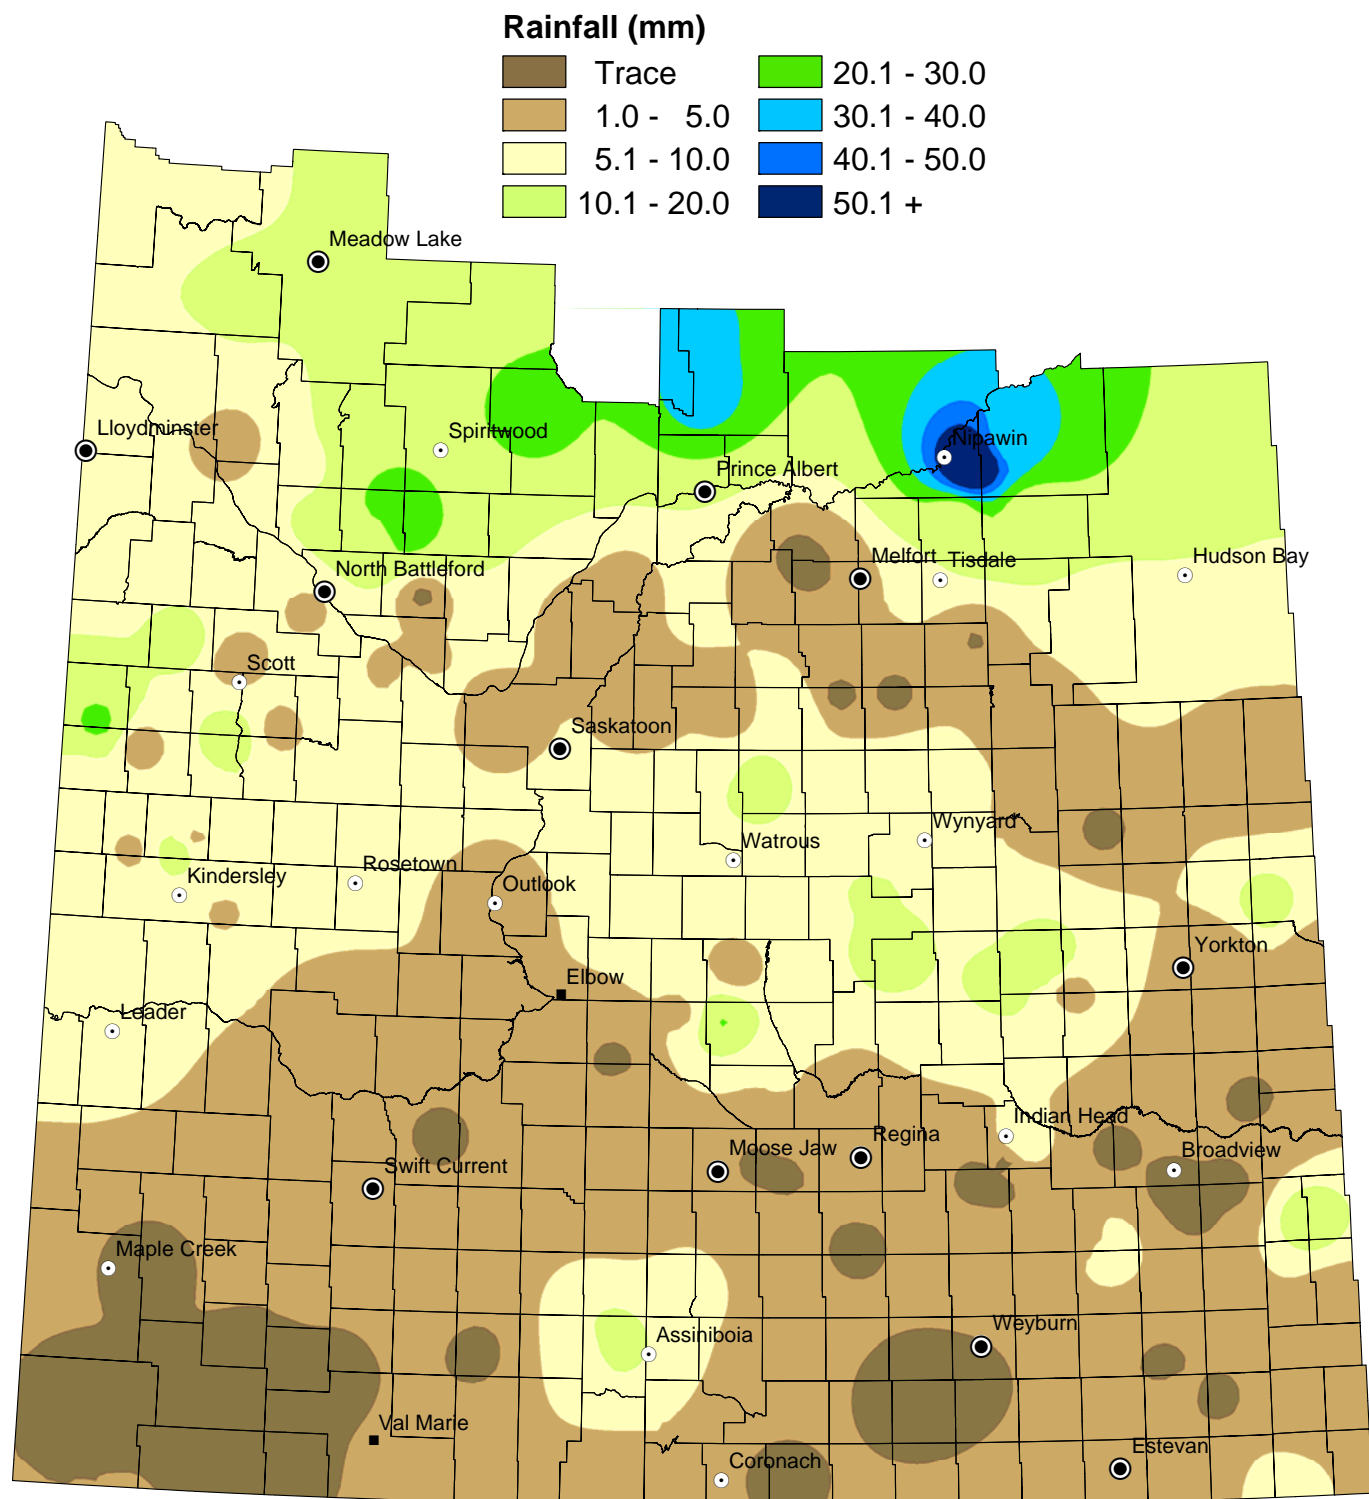 Rainfall (mm)
Trace
20.1 - 30.0
1.0 - 5.0
30.1 - 40.0
5.1 - 10.0
40.1 - 50.0
10.1 - 20.0
50.1 +
Meadow Lake
Lloydminster
Spiritwood
Nipawin
Prince Albert
North Battleford
Melfort
Tisdale
Hudson Bay
Scott
Saskatoon
Watrous
Wynyard
Kindersley
Rosetown
Outlook
Yorkton
Elbow
Leader
Indian Head
Moose Jaw
Regina
Broadview
Swift Current
Maple Creek
Assiniboia
Weyburn
Val Marie
Coronach
Estevan